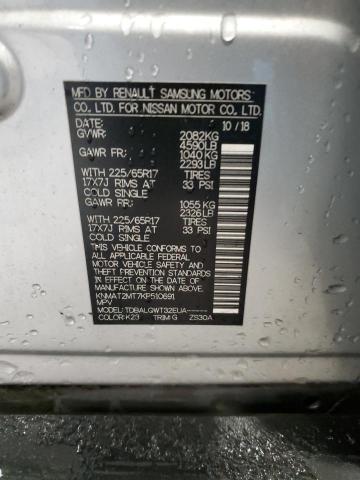 MFD BY RENAULT SAMSUNG MOTORS
CO., LTD. FOR NISSAN MOTOR CO., LTD.
DATE: 10/18
GVWR: 2082KG
4590LB
GAWR FR: 1040 KG
2293LB
WITH 225/65R17 TIRES
17X7J RIMS AT 33 PSI
COLD SINGLE
GAWR RR: 1055 KG
2326LB
WITH 225/65R17 TIRES
17X7J RIMS AT 33 PSI
COLD SINGLE
THIS VEHICLE CONFORMS TO
ALL APPLICABLE FEDERAL
MOTOR VEHICLE SAFETY AND
THEFT PREVENTION STANDARDS
IN EFFECT ON THE DATE OF
MANUFACTURE SHOWN ABOVE.
KNMAT2MT7KP510691
MPV
MODEL: TDBALGWT32EUA-----
COLOR: K23 TRIM: G ZS30A